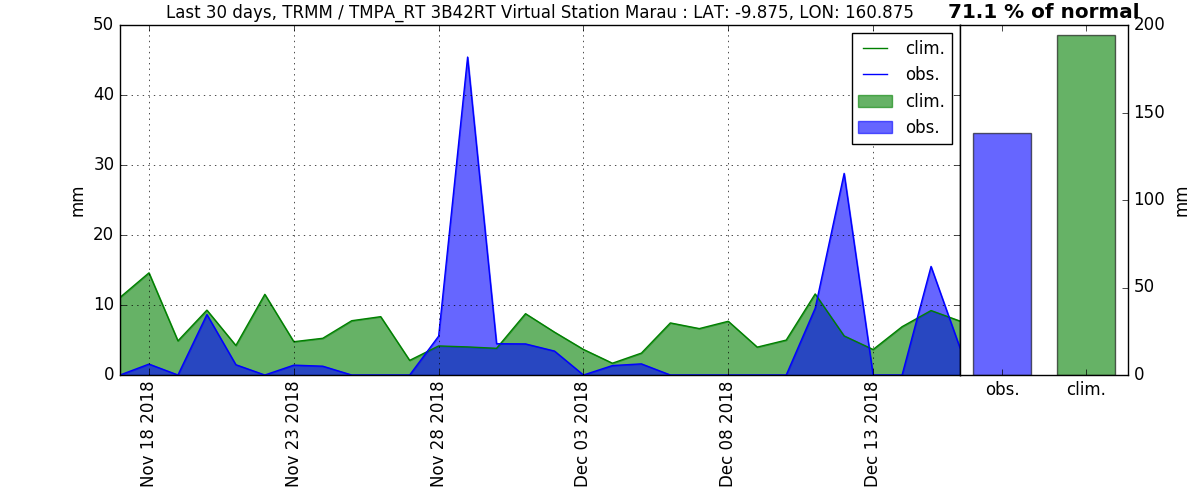 Last 30 days, TRMM / TMPA_RT 3B42RT Virtual Station Marau : LAT: -9.875, LON: 160.875
71.1 % of normal
50
40
30
20
10
0
mm
clim.
obs.
clim.
obs.
200
150
100
50
0
mm
obs.
clim.
Nov 18 2018
Nov 23 2018
Nov 28 2018
Dec 03 2018
Dec 08 2018
Dec 13 2018